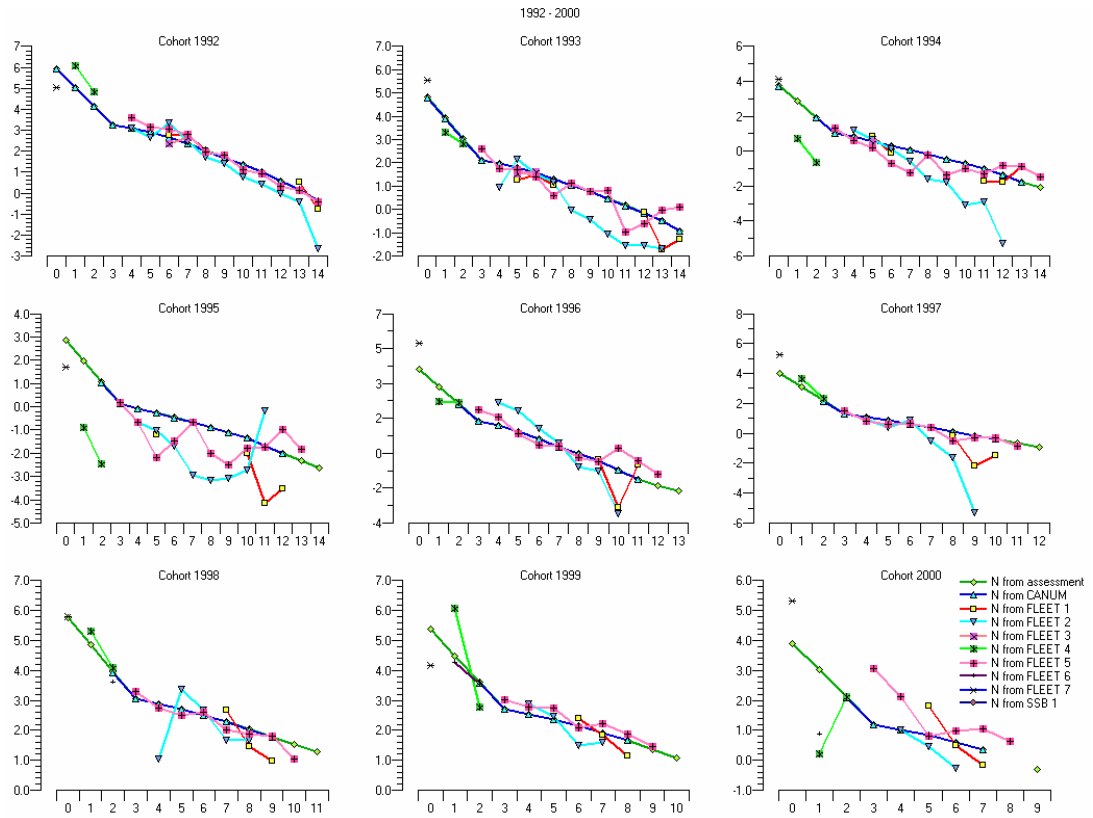 1992 - 2000
Cohort 1992
7
6
5
4
3
2
1
0
-1
-2
-3
0 1 2 3 4 5 6 7 8 9 10 11 12 13 14
Cohort 1993
7.0
6.0
5.0
4.0
3.0
2.0
1.0
0.0
-1.0
-2.0
0 1 2 3 4 5 6 7 8 9 10 11 12 13 14
Cohort 1994
6
4
2
0
-2
-4
-6
0 1 2 3 4 5 6 7 8 9 10 11 12 13 14
Cohort 1995
4.0
3.0
2.0
1.0
0.0
-1.0
-2.0
-3.0
-4.0
-5.0
0 1 2 3 4 5 6 7 8 9 10 11 12 13 14
Cohort 1996
7
5
3
2
0
-2
-4
0 1 2 3 4 5 6 7 8 9 10 11 12 13
Cohort 1997
8
6
4
2
0
-2
-4
-6
0 1 2 3 4 5 6 7 8 9 10 11 12
Cohort 1998
7.0
6.0
5.0
4.0
3.0
2.0
1.0
0.0
0 1 2 3 4 5 6 7 8 9 10 11
Cohort 1999
7.0
6.0
5.0
4.0
3.0
2.0
1.0
0.0
0 1 2 3 4 5 6 7 8 9 10
Cohort 2000
6.0
5.0
4.0
3.0
2.0
1.0
0.0
-1.0
0 1 2 3 4 5 6 7 8 9
N from assessment
N from CANUM
N from FLEET 1
N from FLEET 2
N from FLEET 3
N from FLEET 4
N from FLEET 5
N from FLEET 6
N from FLEET 7
N from SSB 1